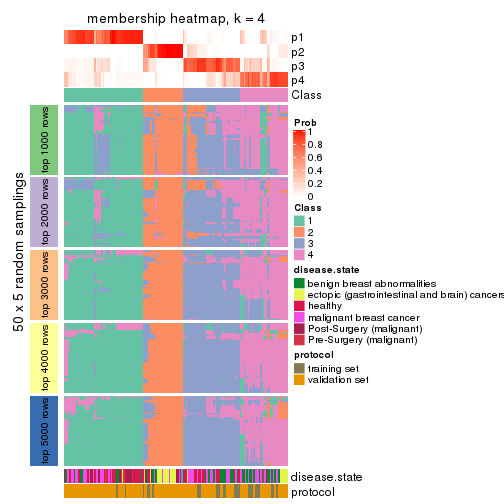 membership heatmap, k = 4
p1
p2
p3
p4
Class
50 x 5 random samplings
top 1000 rows
top 2000 rows
top 3000 rows
top 4000 rows
top 5000 rows
disease.state
protocol
Prob
1
0.8
0.6
0.4
0.2
0
Class
1
2
3
4
disease.state
benign breast abnormalities
ectopic (gastrointestinal and brain) cancers
healthy
malignant breast cancer
Post-Surgery (malignant)
Pre-Surgery (malignant)
protocol
training set
validation set